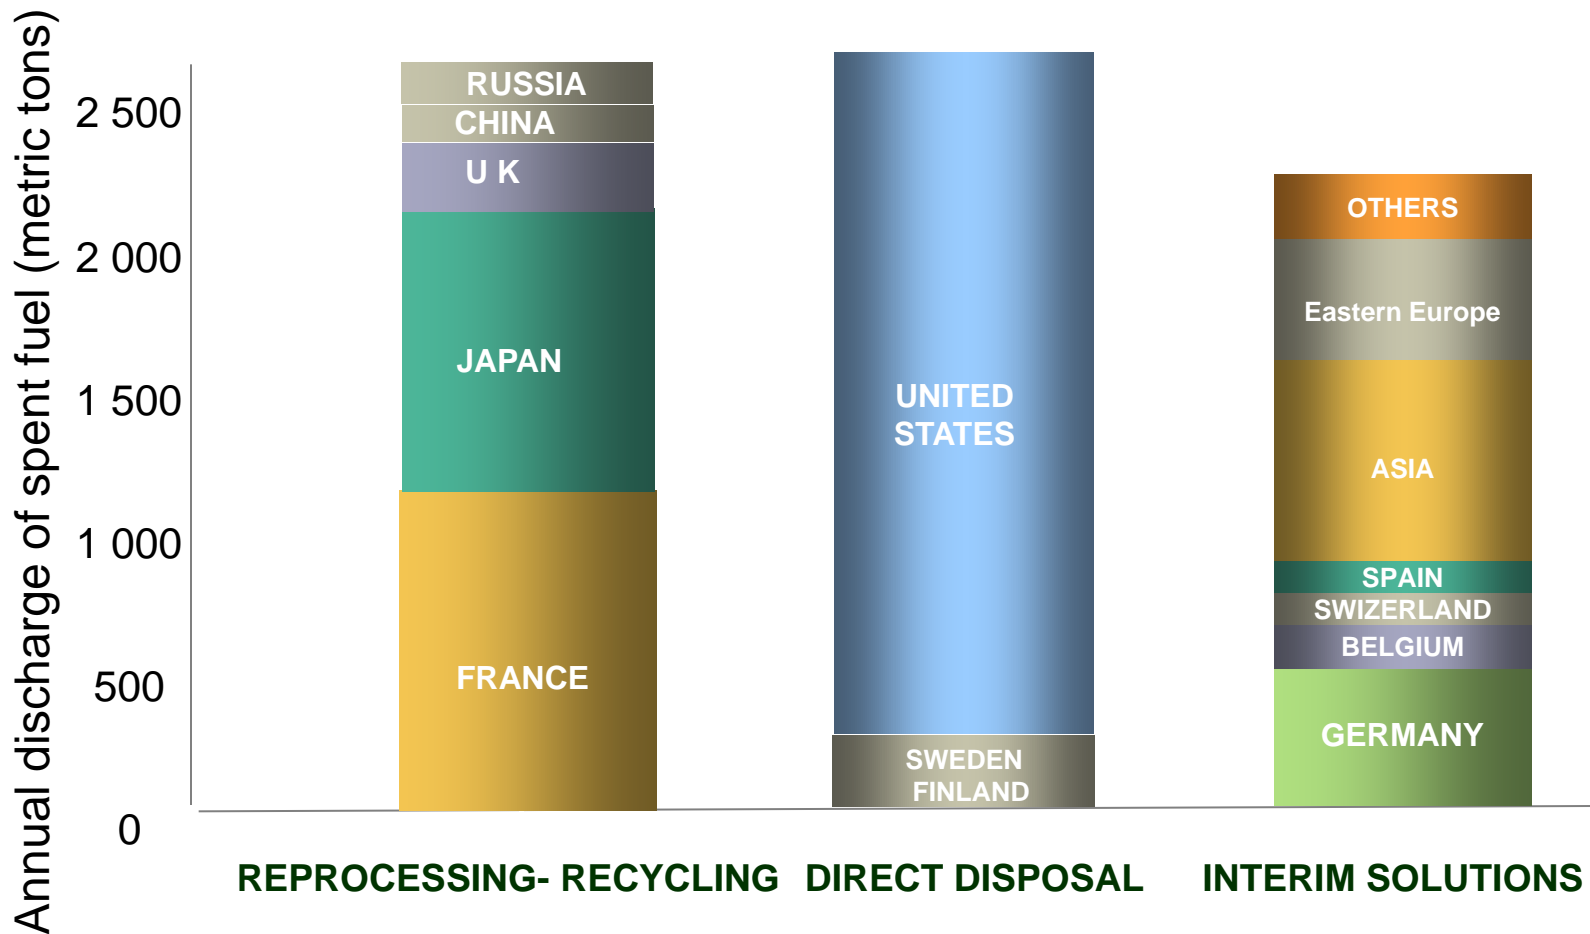 Annual discharge of spent fuel (metric tons)
2 500
2 000
1 500
1 000
500
0
RUSSIA
CHINA
U K
JAPAN
FRANCE
UNITED
STATES
SWEDEN
FINLAND
OTHERS
Eastern Europe
ASIA
SPAIN
SWIZERLAND
BELGIUM
GERMANY
REPROCESSING- RECYCLING
DIRECT DISPOSAL
INTERIM SOLUTIONS